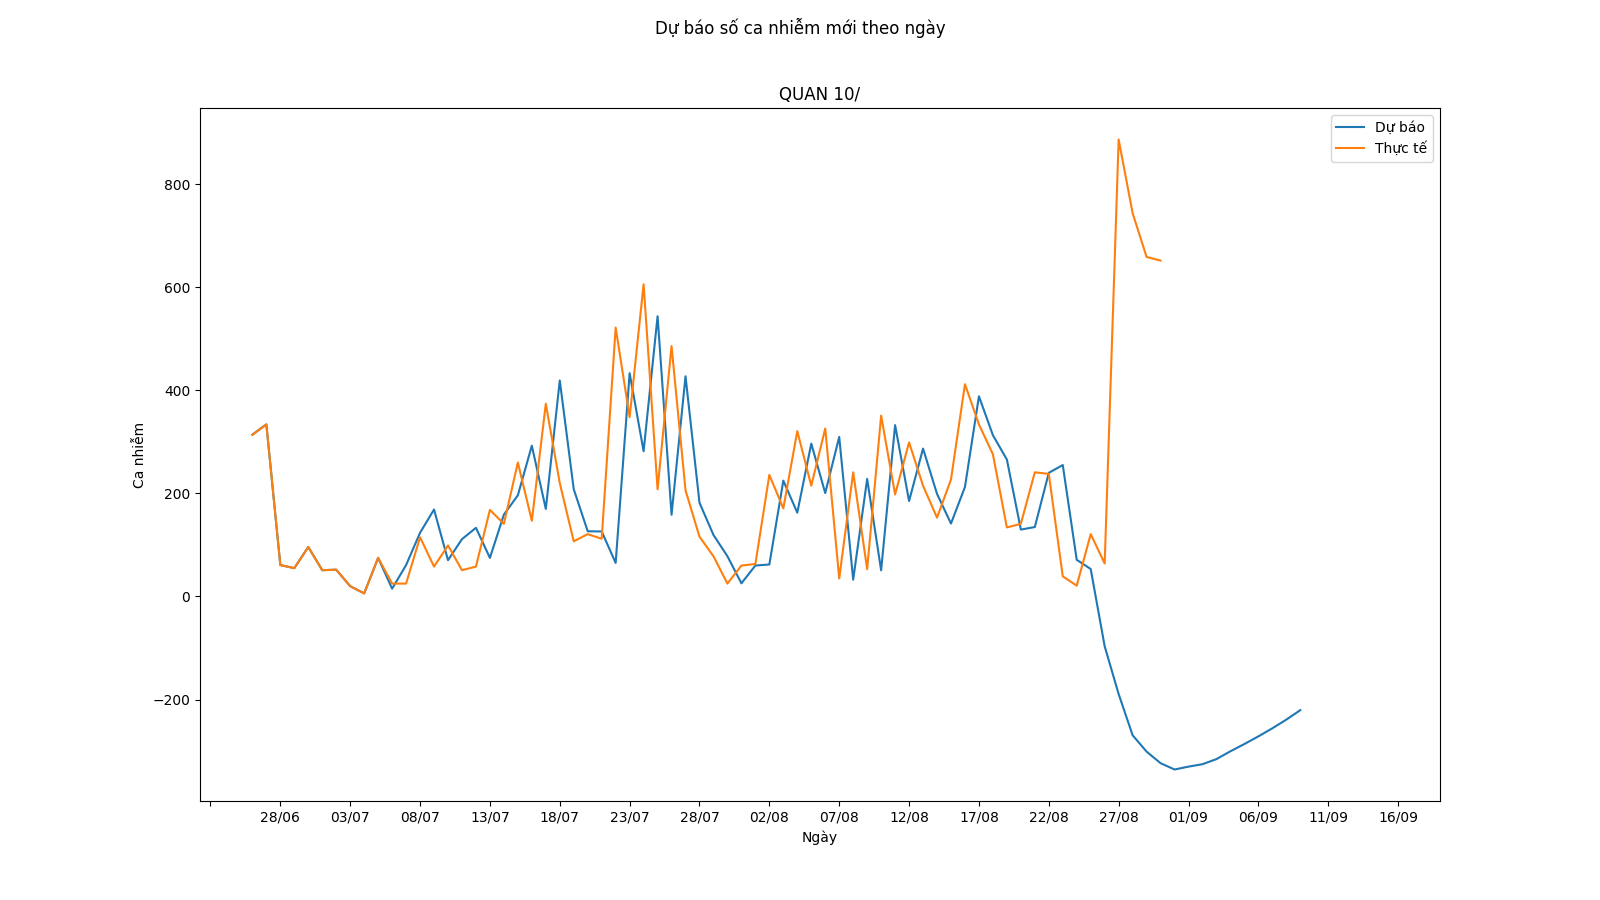 Dự báo số ca nhiễm mới theo ngày
QUAN 10/
Dự báo
Thực tế
800
600
400
200
0
−200
Ca nhiễm
28/06 03/07 08/07 13/07 18/07 23/07 28/07 02/08 07/08 12/08 17/08 22/08 27/08 01/09 06/09 11/09 16/09
Ngày